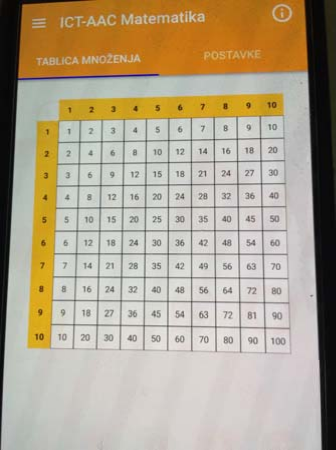 ICT-AAC Matematika
TABLICA MNOŽENJA POSTAVKE
1 2 3 4 5 6 7 8 9 10
1 1 2 3 4 5 6 7 8 9 10
2 2 4 6 8 10 12 14 16 18 20
3 3 6 9 12 15 18 21 24 27 30
4 4 8 12 16 20 24 28 32 36 40
5 5 10 15 20 25 30 35 40 45 50
6 6 12 18 24 30 36 42 48 54 60
7 7 14 21 28 35 42 49 56 63 70
8 8 16 24 32 40 48 56 64 72 80
9 9 18 27 36 45 54 63 72 81 90
10 10 20 30 40 50 60 70 80 90 100